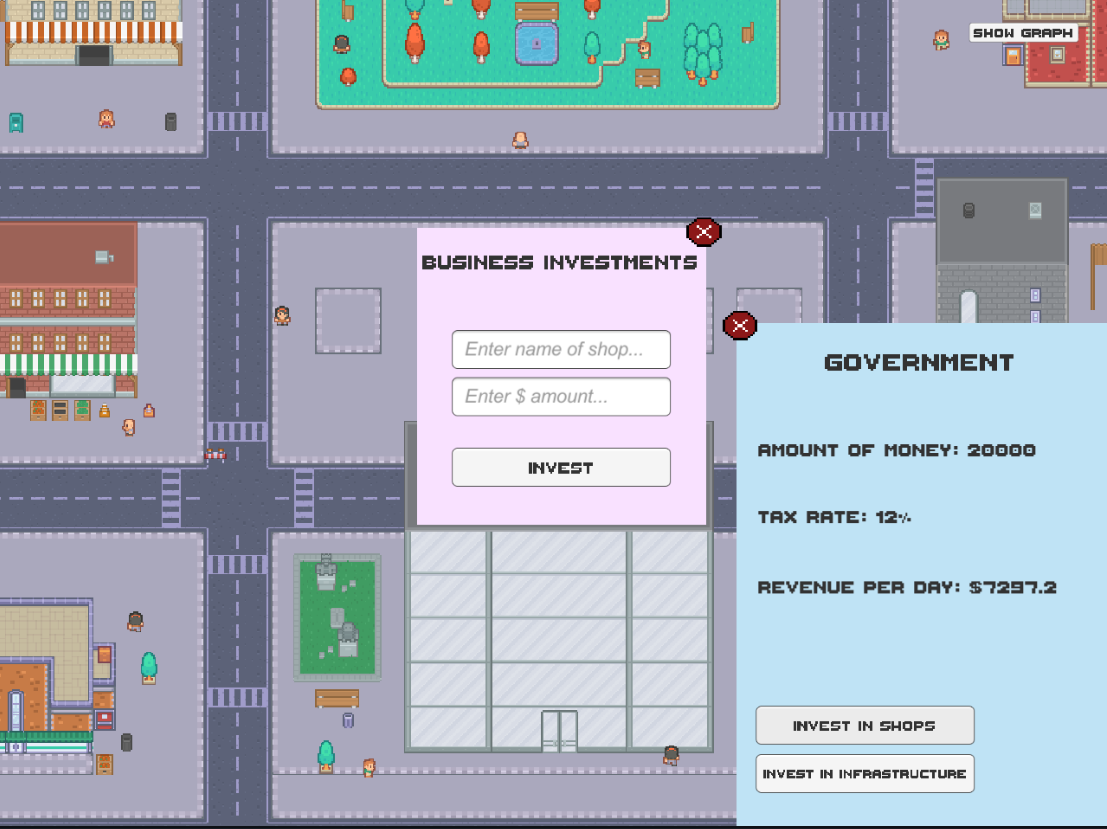 SHOW GRAPH
BUSINESS INVESTMENTS
Enter name of shop...
Enter $ amount...
INVEST
GOVERNMENT
AMOUNT OF MONEY: 20000
TAX RATE: 12%
REVENUE PER DAY: $7297.2
INVEST IN SHOPS
INVEST IN INFRASTRUCTURE